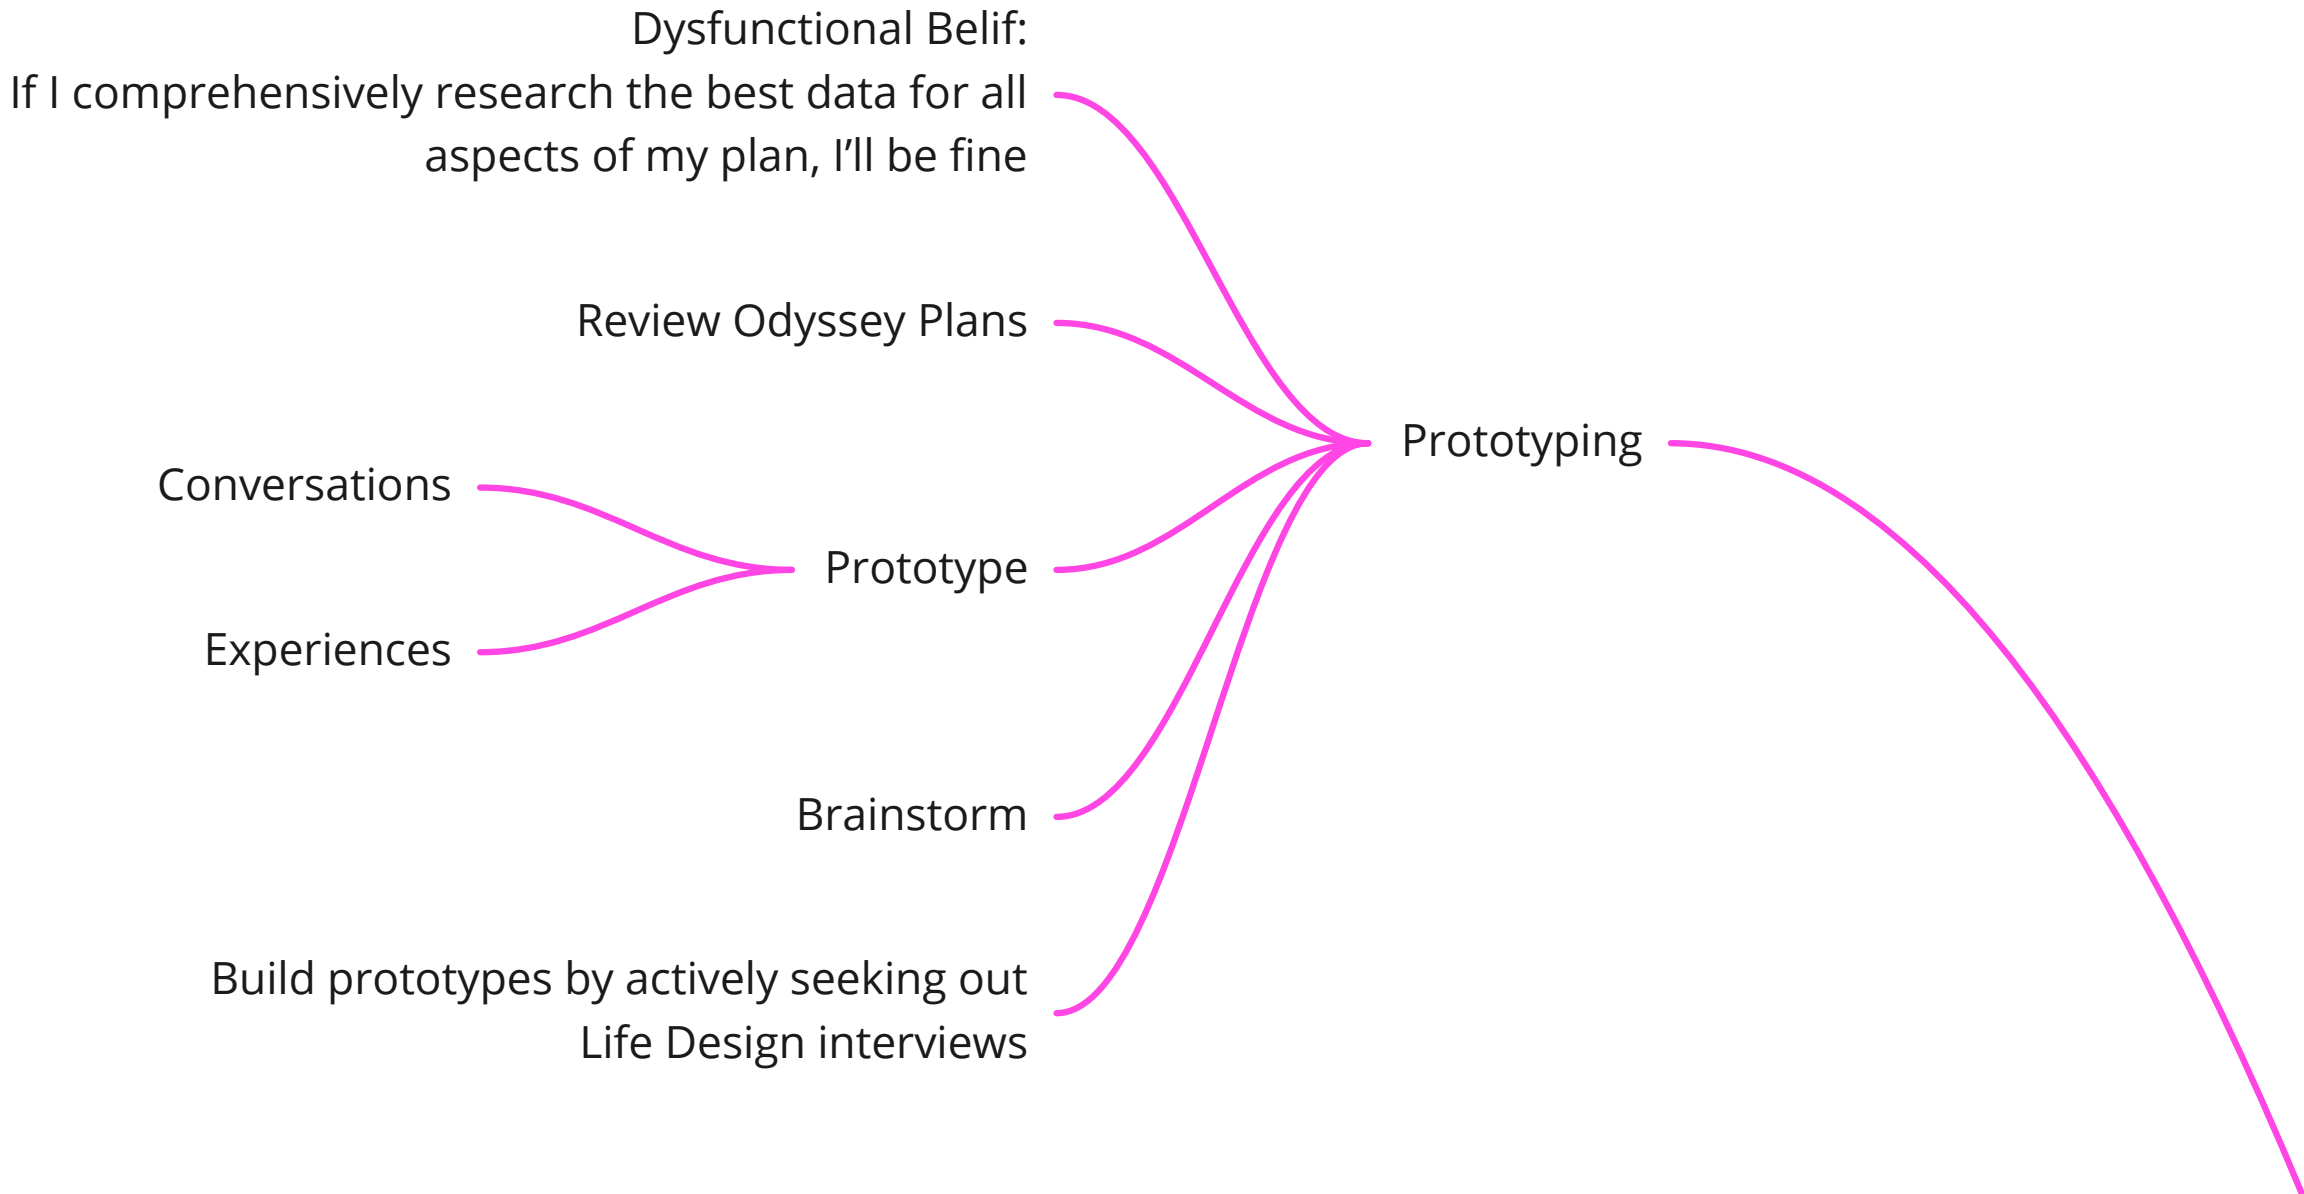 Dysfunctional Belif:
If I comprehensively research the best data for all
aspects of my plan, I’ll be fine
Review Odyssey Plans
Prototyping
Conversations
Prototype
Experiences
Brainstorm
Build prototypes by actively seeking out
Life Design interviews